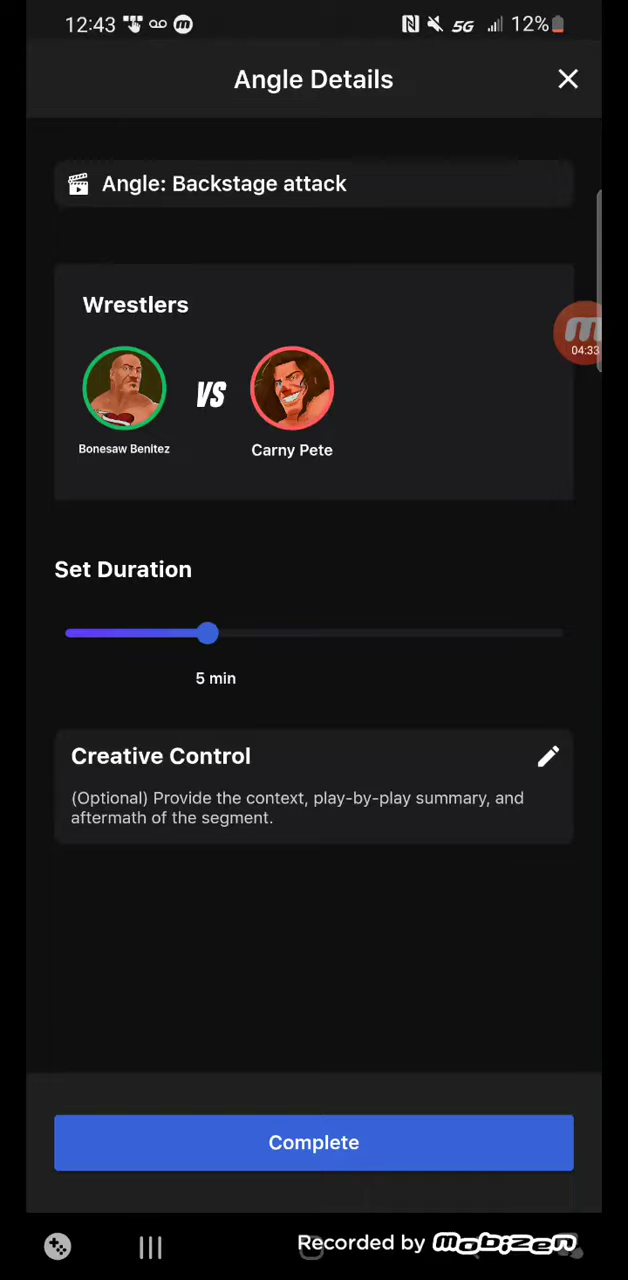 12:43
5G
12%
Angle Details
Angle: Backstage attack
Wrestlers
VS
04:33
Bonesaw Benitez
Carny Pete
Set Duration
5 min
Creative Control
(Optional) Provide the context, play-by-play summary, and
aftermath of the segment.
Complete
Recorded by Mobizen